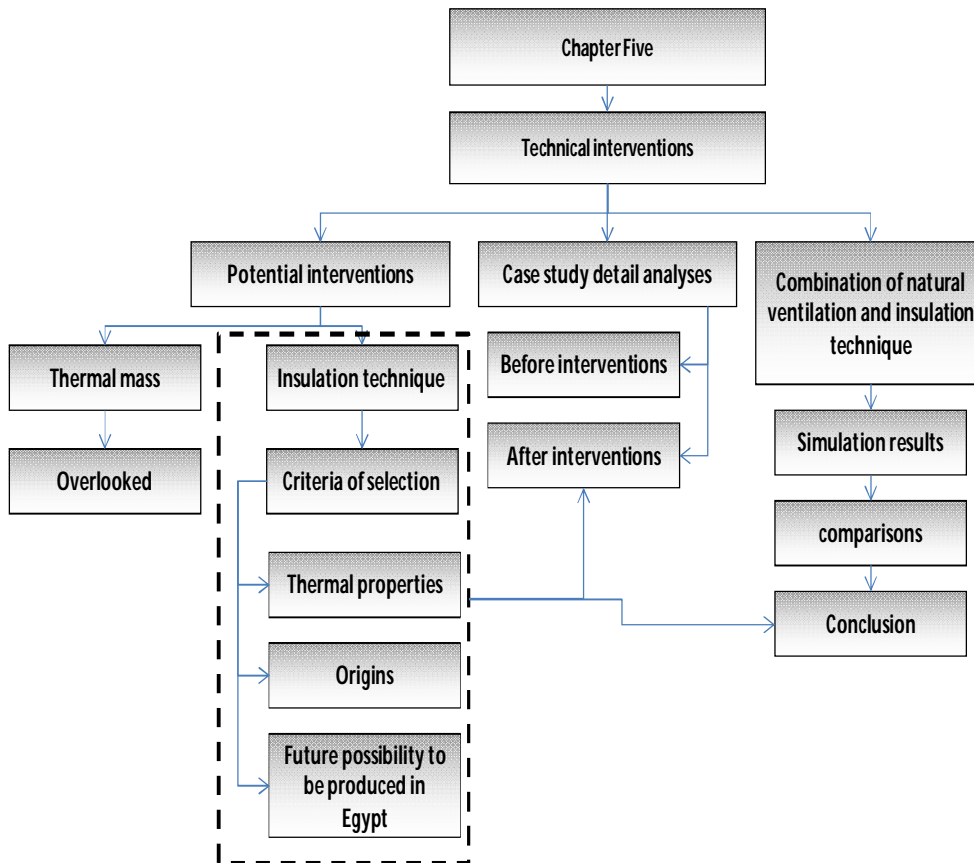 Chapter Five
Technical interventions
Potential interventions
Case study detail analyses
Combination of natural
ventilation and insulation
technique
Thermal mass
Insulation technique
Before interventions
Overlooked
Criteria of selection
After interventions
Simulation results
Thermal properties
comparisons
Origins
Conclusion
Future possibility to
be produced in
Egypt